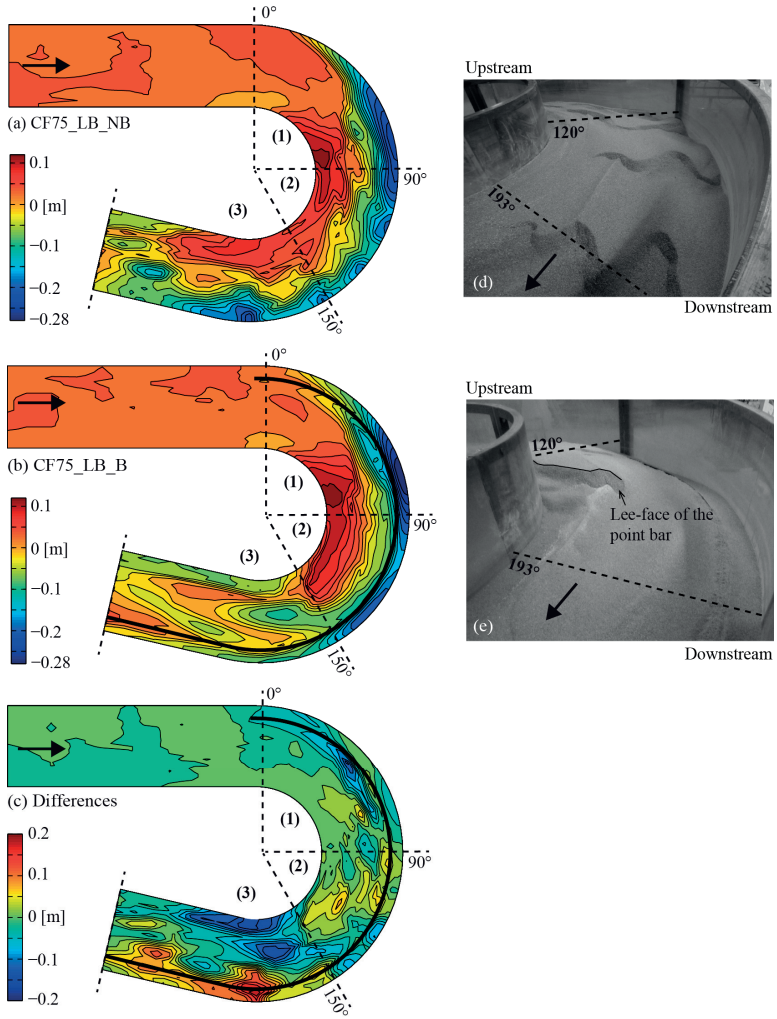 0°
(a) CF75_LB_NB
(1)
(2)
(3)
90°
150°
0.1
0 [m]
−0.1
−0.2
−0.28
Upstream
120°
193°
(d)
Downstream
0°
(b) CF75_LB_B
(1)
(2)
(3)
90°
150°
0.1
0 [m]
−0.1
−0.2
−0.28
Upstream
120°
Lee-face of the
point bar
193°
(e)
Downstream
0°
(c) Differences
(1)
(2)
(3)
90°
150°
0.2
0.1
0 [m]
−0.1
−0.2